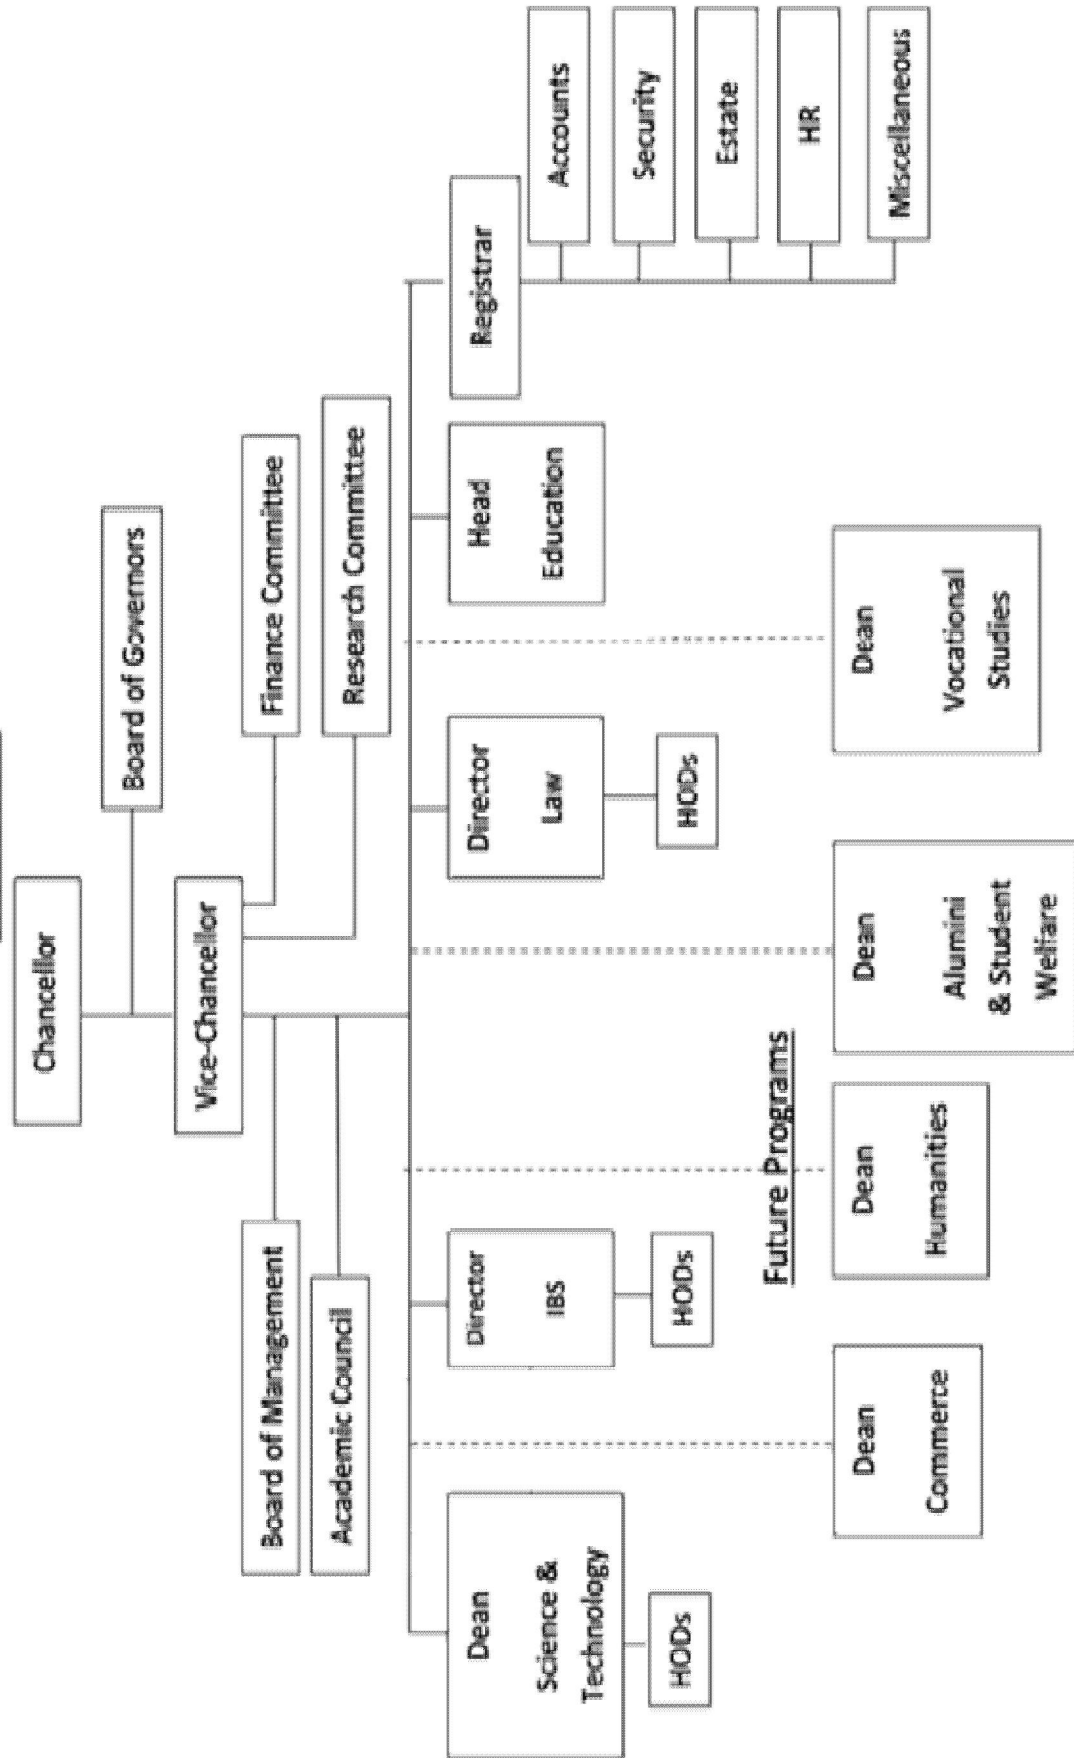 Chancellor
Board of Governors
Vice-Chancellor
Board of Management
Finance Committee
Academic Council
Research Committee
Dean
Science &
Technology
HODs
Director
IBS
HODs
Director
Law
HODs
Head
Education
Registrar
Accounts
Security
Estate
HR
Miscellaneous
Future Programs
Dean
Commerce
Dean
Humanities
Dean
Alumini
& Student
Welfare
Dean
Vocational
Studies